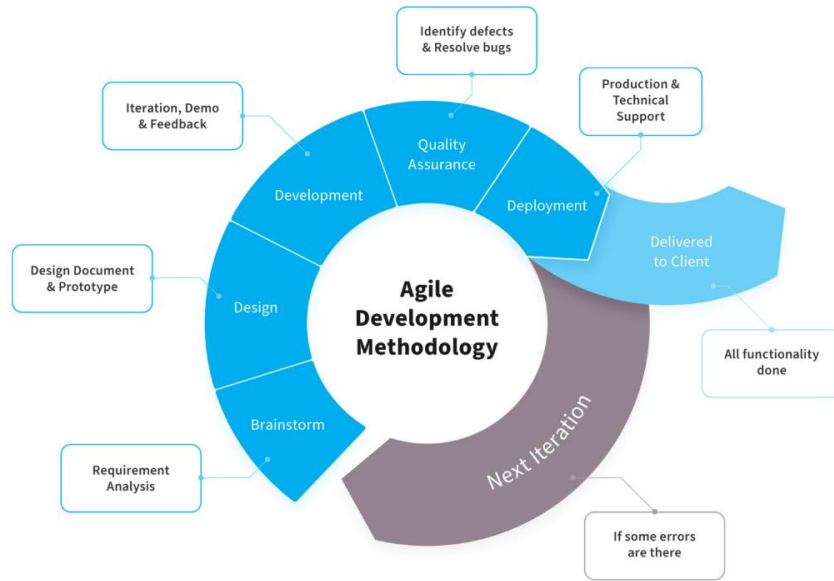 Identify defects
& Resolve bugs
Production &
Technical
Support
Iteration, Demo
& Feedback
Quality
Assurance
Development
Deployment
Delivered
to Client
Design Document
& Prototype
Design
Agile
Development
Methodology
All functionality
done
Brainstorm
Next Iteration
Requirement
Analysis
If some errors
are there